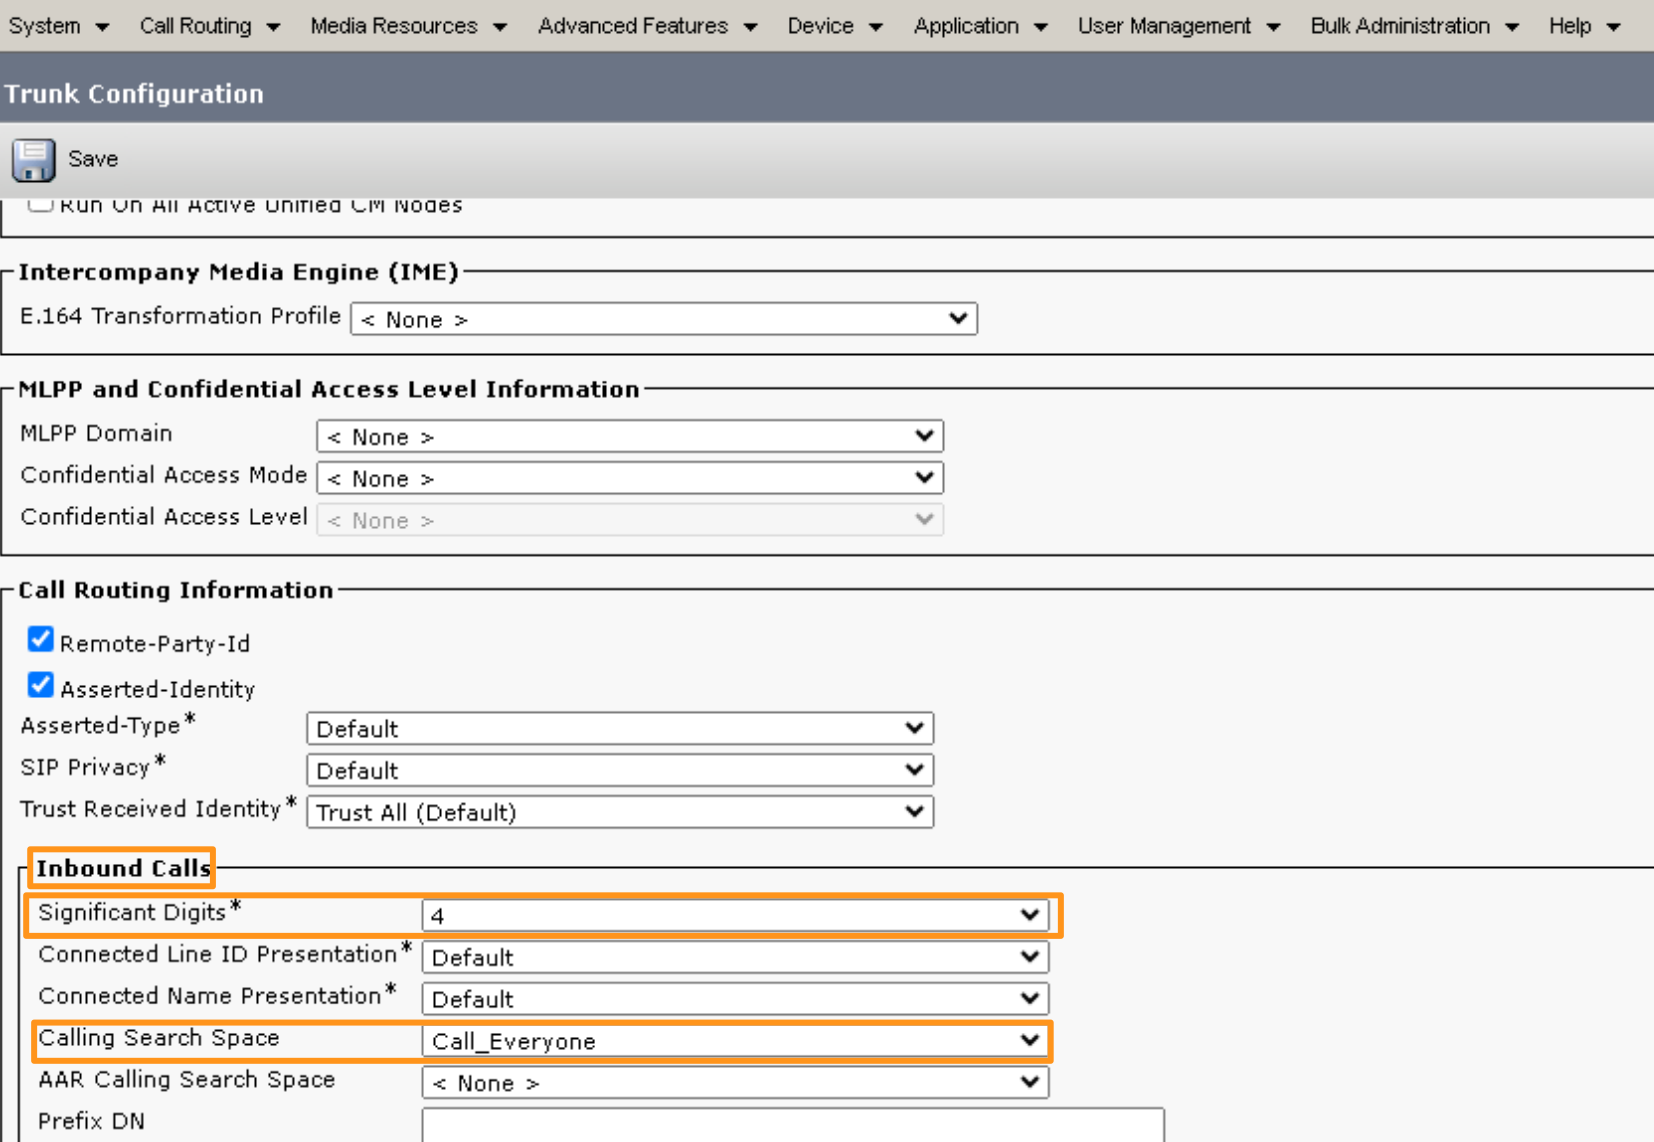 System Call Routing Media Resources Advanced Features Device Application User Management Bulk Administration Help
Trunk Configuration
Save
Run On All Active Unified CM Nodes
Intercompany Media Engine (IME)
E.164 Transformation Profile < None >
MLPP and Confidential Access Level Information
MLPP Domain < None >
Confidential Access Mode < None >
Confidential Access Level < None >
Call Routing Information
Remote-Party-Id
Asserted-Identity
Asserted-Type* Default
SIP Privacy* Default
Trust Received Identity* Trust All (Default)
Inbound Calls
Significant Digits* 4
Connected Line ID Presentation* Default
Connected Name Presentation* Default
Calling Search Space Call_Everyone
AAR Calling Search Space < None >
Prefix DN